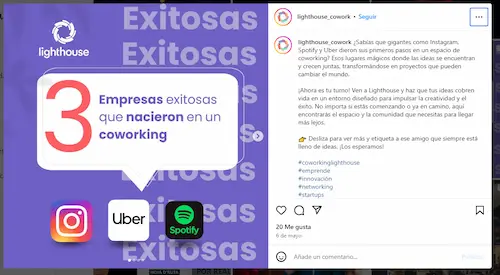 Exitosas
Exitosas
Exitosas
lighthouse
3
Empresas exitosas
que nacieron en un
coworking
Uber
Spotify
Exitosas
Exitosas
Exitosas
lighthouse_cowork • Seguir
lighthouse_cowork ¿Sabías que gigantes como Instagram,
Spotify y Uber dieron sus primeros pasos en un espacio de
coworking? Esos lugares mágicos donde las ideas se encuentran
y crecen juntas, transformándose en proyectos que pueden
cambiar el mundo.
¡Ahora es tu turno! Ven a Lighthouse y haz que tus ideas cobren
vida en un entorno diseñado para impulsar la creatividad y el
éxito. No importa si estás comenzando o ya en camino, aquí
encontrarás el espacio y la comunidad que necesitas para llegar
más lejos.
👉 Desliza para ver más y etiqueta a ese amigo que siempre está
lleno de ideas. ¡Los esperamos!
#coworkinglighthouse
#emprende
#innovación
#networking
#startups
20 Me gusta
6 de mayo
Añade un comentario...
Publicar